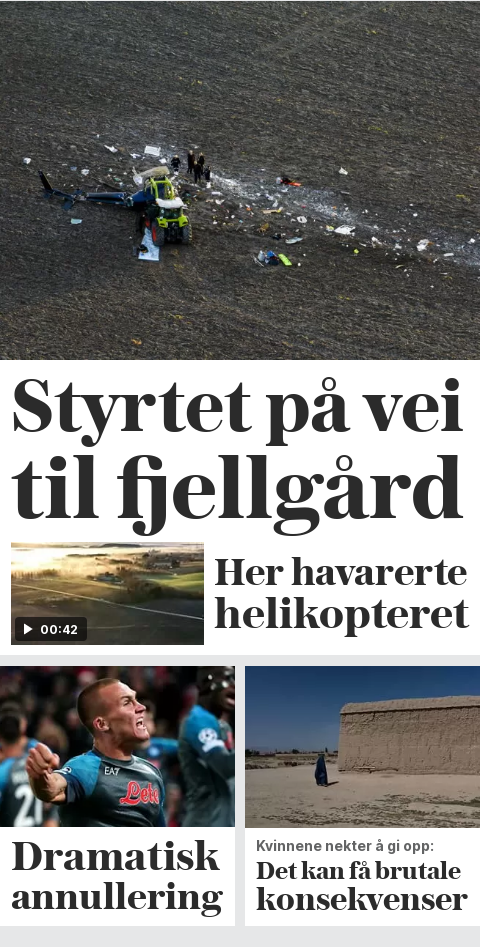 Styrtet på vei
til fjellgård
00:42
Her havarerte
helikopteret
EA7
Lete
Dramatisk
annullering
Kvinnene nekter å gi opp:
Det kan få brutale
konsekvenser